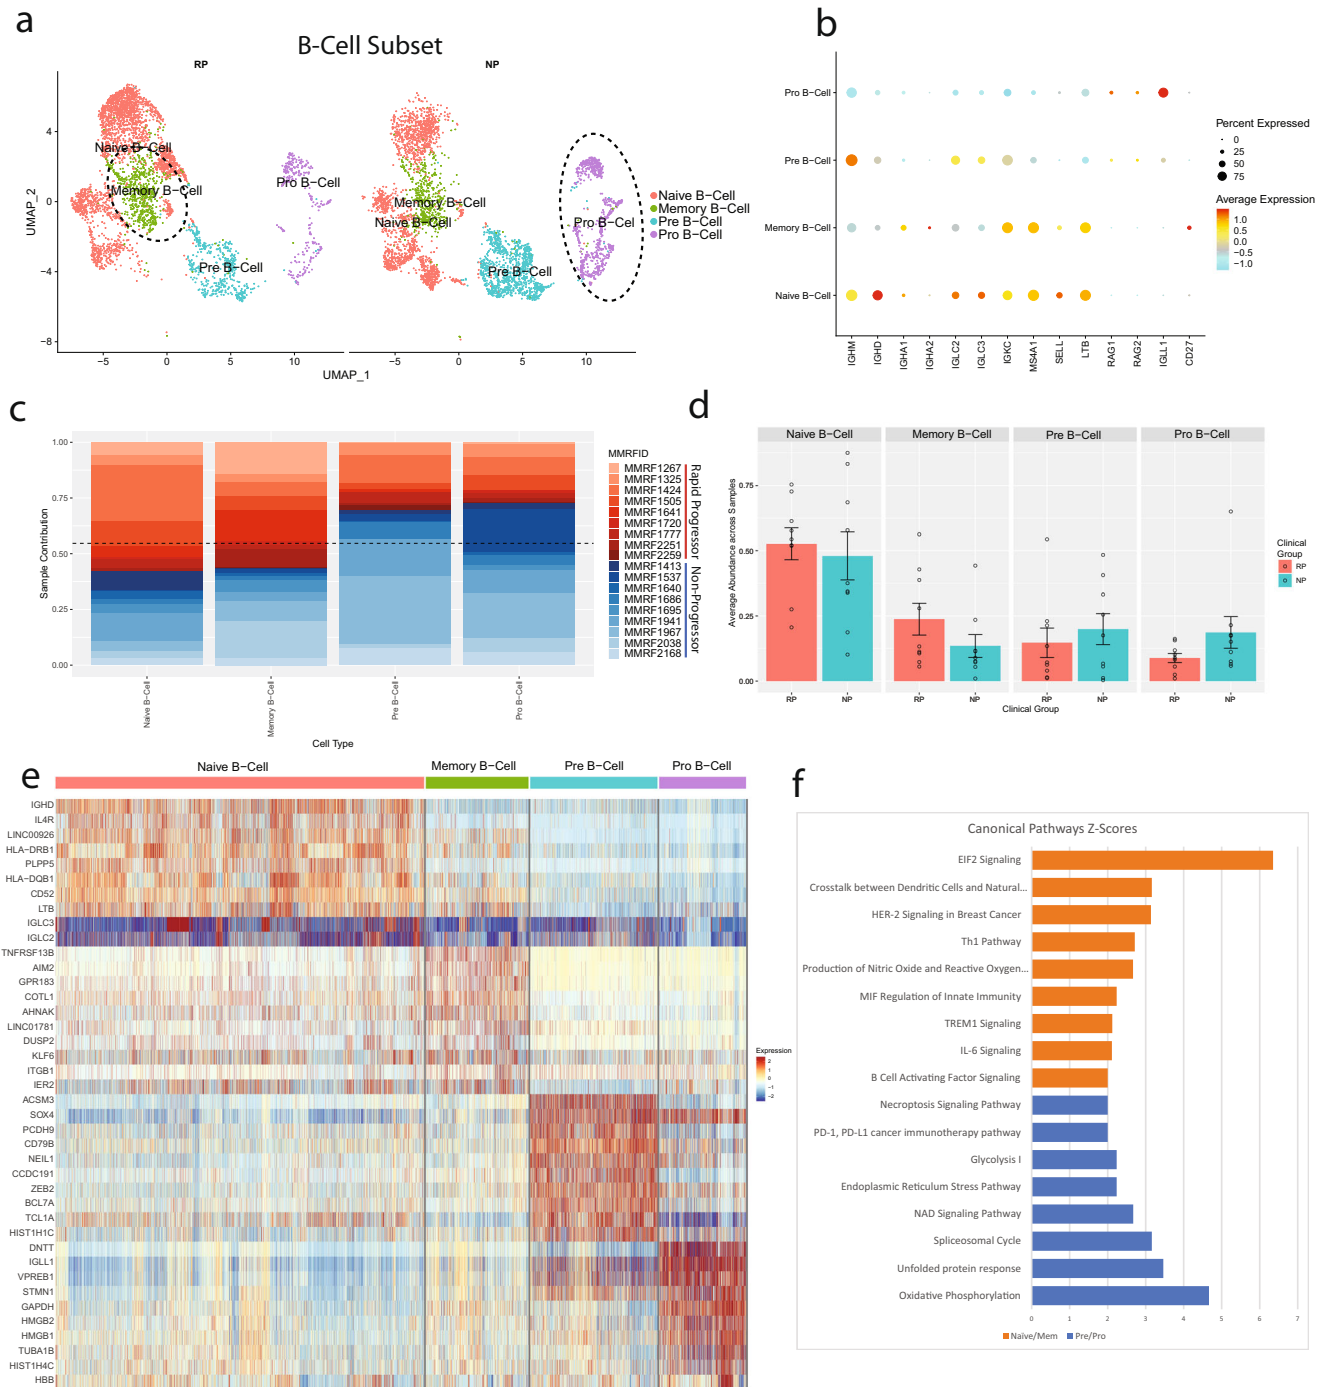 a
B-Cell Subset
RP
NP
UMAP_2
4
0
−4
−8
Naive B−Cell
Memory B−Cell
Pro B−Cell
Pre B−Cell
Memory B−Cell
Naive B−Cell
Pro B−Cel
Pre B−Cell
−5
0
5
10
−5
0
5
10
UMAP_1
Naive B−Cell
Memory B−Cell
Pre B−Cell
Pro B−Cell
b
Pro B−Cell
Pre B−Cell
Memory B−Cell
Naive B−Cell
IGHM
IGHD
IGHA1
IGHA2
IGLC2
IGLC3
IGKC
MS4A1
SELL
LTB
RAG1
RAG2
IGLL1
CD27
Percent Expressed
0
25
50
75
Average Expression
1.0
0.5
0.0
−0.5
−1.0
c
Sample Contribution
1.00
0.75
0.50
0.25
0.00
Naive B−Cell
Memory B−Cell
Pre B−Cell
Pro B−Cell
Cell Type
MMRFID
MMRF1267
MMRF1325
MMRF1424
MMRF1505
MMRF1641
MMRF1720
MMRF1777
MMRF2251
MMRF2259
MMRF1413
MMRF1537
MMRF1640
MMRF1686
MMRF1695
MMRF1941
MMRF1967
MMRF2038
MMRF2168
Rapid Progressor
Non-Progressor
d
Naive B−Cell
Memory B−Cell
Pre B−Cell
Pro B−Cell
Average Abundance across Samples
0.75
0.50
0.25
0.00
RP
NP
RP
NP
RP
NP
RP
NP
Clinical Group
Clinical
Group
RP
NP
e
Naive B−Cell
Memory B−Cell
Pre B−Cell
Pro B−Cell
IGHD
IL4R
LINC00926
HLA−DRB1
PLPP5
HLA−DQB1
CD52
LTB
IGLC3
IGLC2
TNFRSF13B
AIM2
GPR183
COTL1
AHNAK
LINC01781
DUSP2
KLF6
ITGB1
IER2
ACSM3
SOX4
PCDH9
CD79B
NEIL1
CCDC191
ZEB2
BCL7A
TCL1A
HIST1H1C
DNTT
IGLL1
VPREB1
STMN1
GAPDH
HMGB2
HMGB1
TUBA1B
HIST1H4C
HBB
Expression
2
1
0
−1
−2
f
Canonical Pathways Z-Scores
EIF2 Signaling
Crosstalk between Dendritic Cells and Natural...
HER-2 Signaling in Breast Cancer
Th1 Pathway
Production of Nitric Oxide and Reactive Oxygen...
MIF Regulation of Innate Immunity
TREM1 Signaling
IL-6 Signaling
B Cell Activating Factor Signaling
Necroptosis Signaling Pathway
PD-1, PD-L1 cancer immunotherapy pathway
Glycolysis I
Endoplasmic Reticulum Stress Pathway
NAD Signaling Pathway
Spliceosomal Cycle
Unfolded protein response
Oxidative Phosphorylation
0
1
2
3
4
5
6
7
Naive/Mem
Pre/Pro